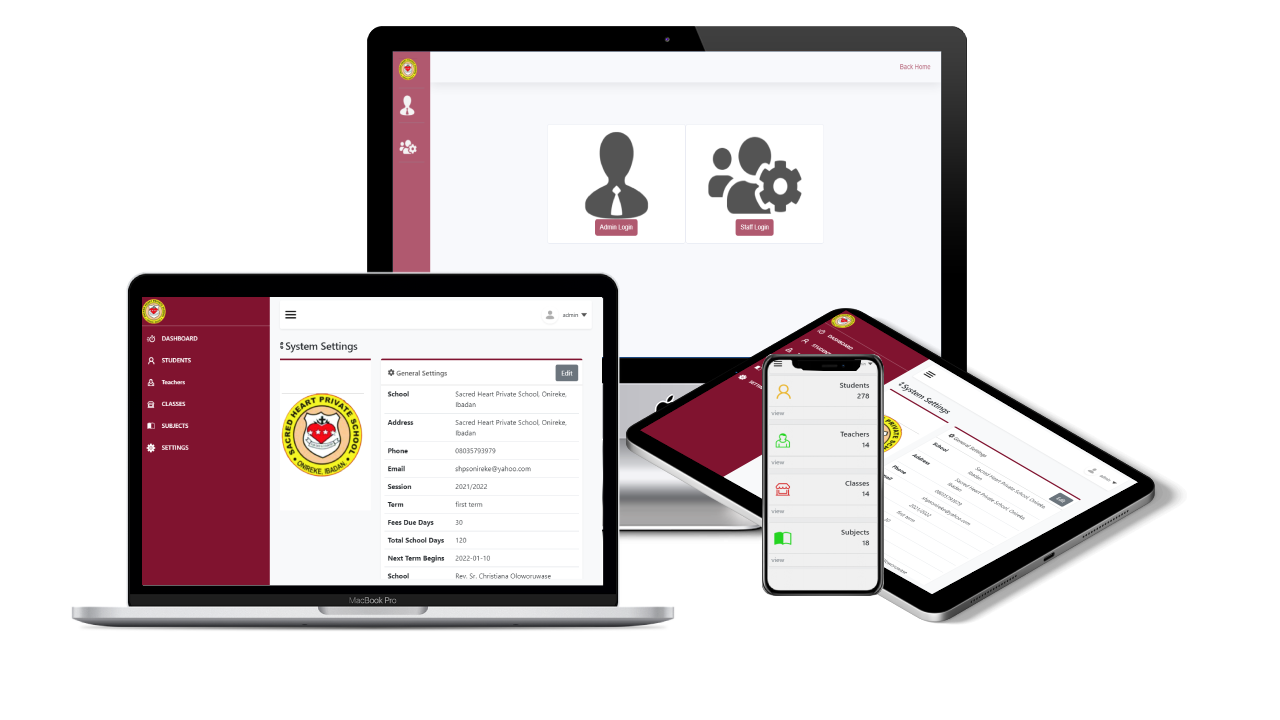 Back Home
Admin Login
Staff Login
DASHBOARD
STUDENTS
Teachers
CLASSES
SUBJECTS
SETTINGS
admin
System Settings
SACRED HEART PRIVATE SCHOOL
ONIREKE, IBADAN
General Settings
Edit
School
Sacred Heart Private School, Onireke,
Ibadan
Address
Sacred Heart Private School, Onireke,
Ibadan
Phone
08035793979
Email
shpsonireke@yahoo.com
Session
2021/2022
Term
first term
Fees Due Days
30
Total School Days
120
Next Term Begins
2022-01-10
School
Rev. Sr. Christiana Oloworuwase
MacBook Pro
Students
278
view
Teachers
14
view
Classes
14
view
Subjects
18
view
DASHBOARD
System Settings
General Settings
School
Sacred Heart Private School, Onireke,
Ibadan
Address
Sacred Heart Private School, Onireke,
Ibadan
Phone
08035793979
shpsonireke@yahoo.com
first term
Edit